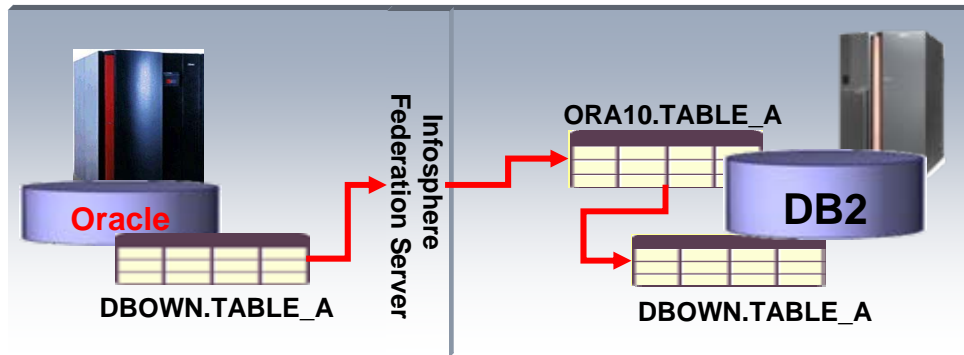 Oracle
DBOWN.TABLE_A
Infosphere
Federation Server
ORA10.TABLE_A
DB2
DBOWN.TABLE_A